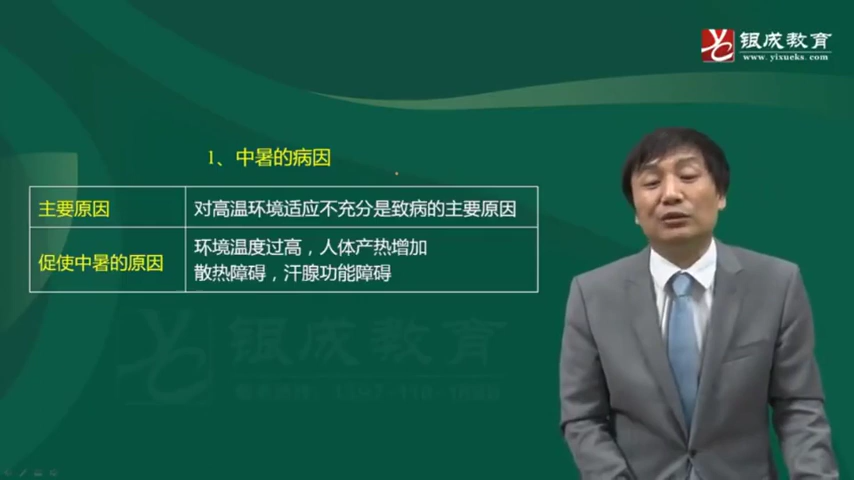 银成教育
www.yixueks.com
1、中暑的病因
主要原因
对高温环境适应不充分是致病的主要原因
促使中暑的原因
环境温度过高，人体产热增加
散热障碍，汗腺功能障碍
银成教育